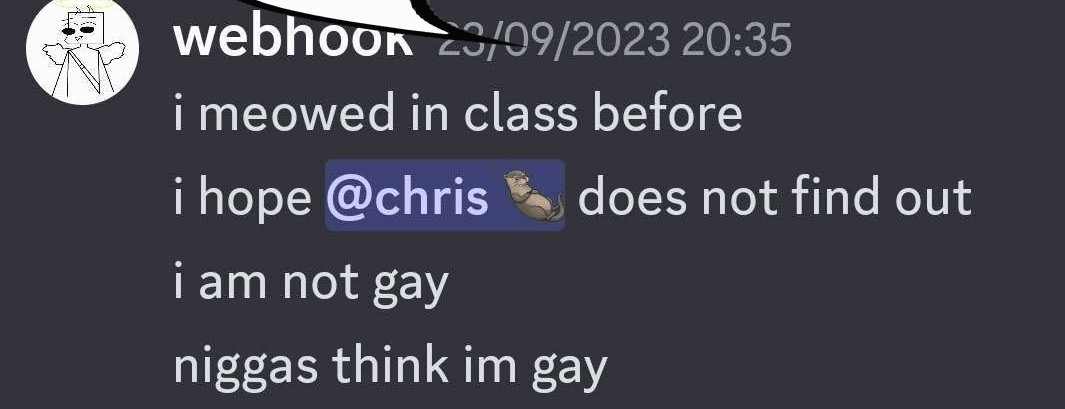 webhook 23/09/2023 20:35
i meowed in class before
i hope @chris 🦦 does not find out
i am not gay
niggas think im gay